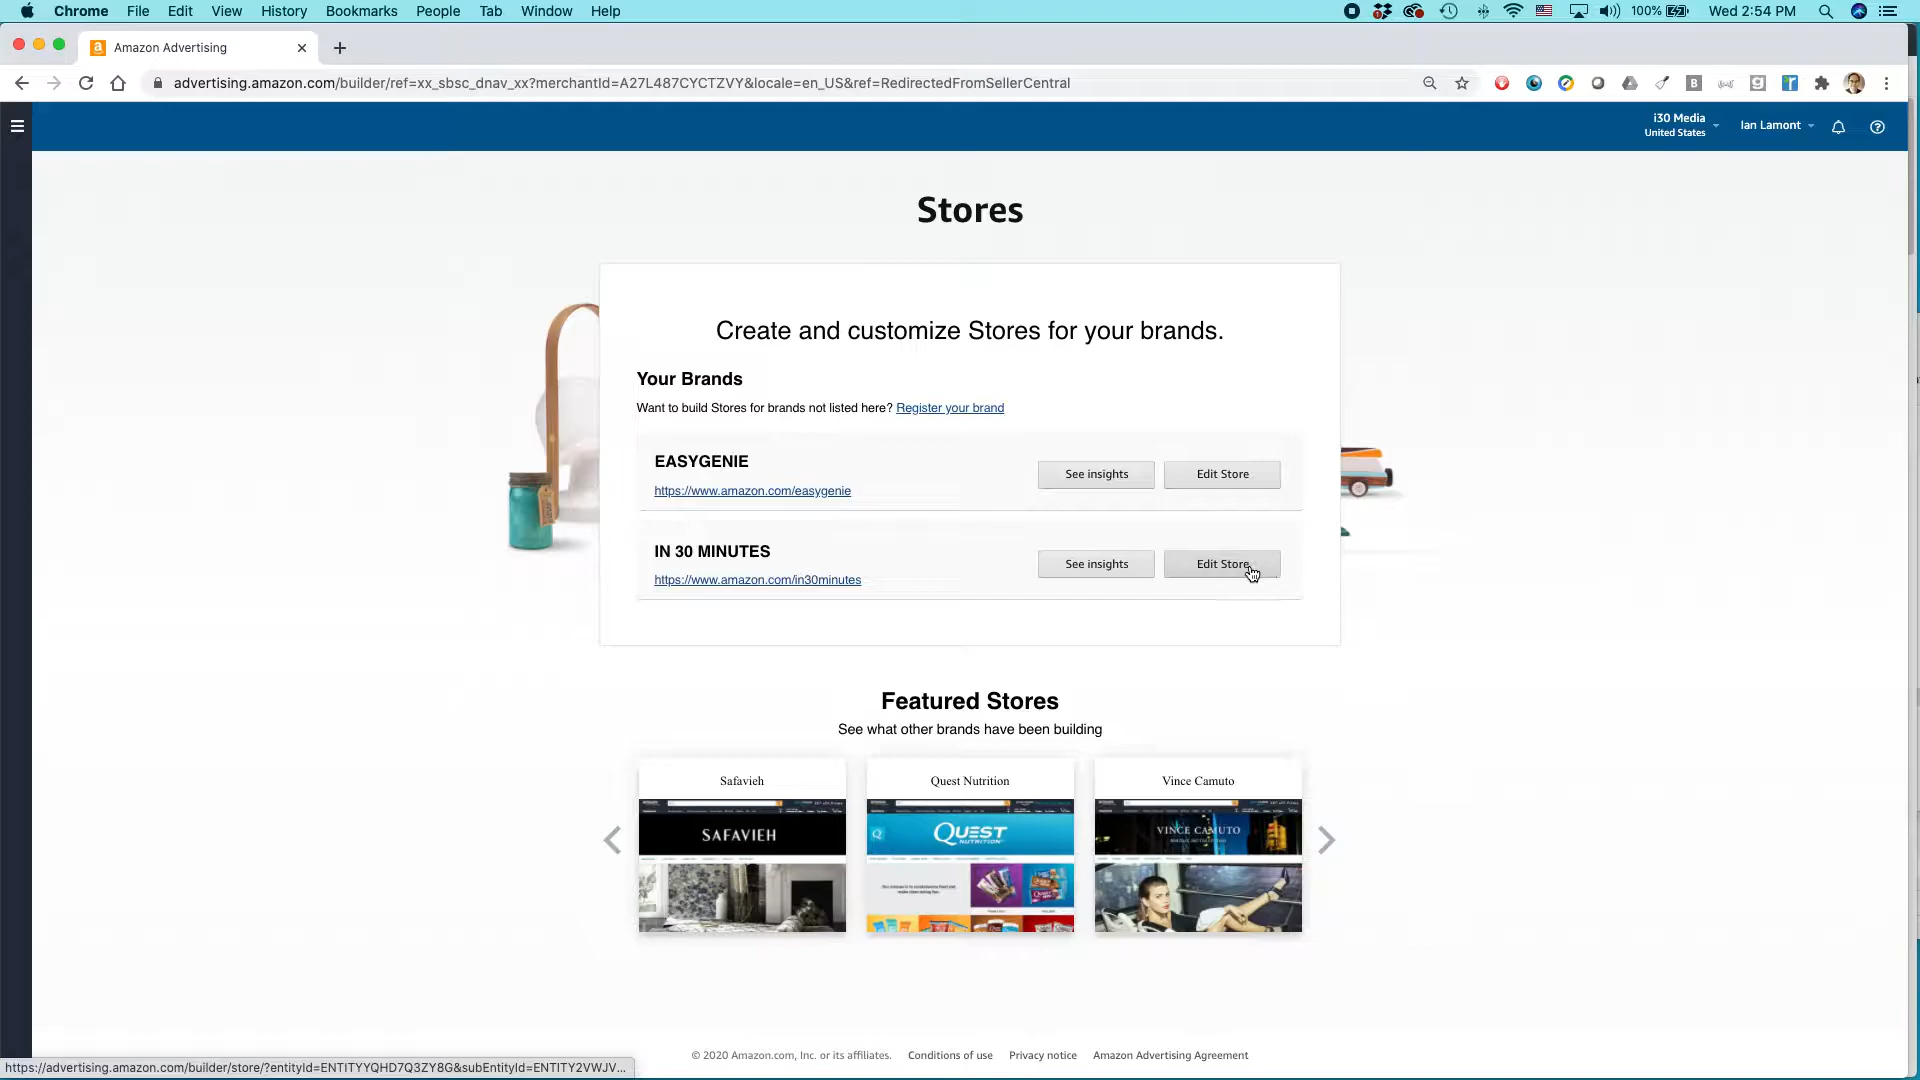 Chrome File Edit View History Bookmarks People Tab Window Help 100% Wed 2:54 PM
Amazon Advertising
advertising.amazon.com/builder/ref=xx_sbsc_dnav_xx?merchantId=A27L487CYCTZVY&locale=en_US&ref=RedirectedFromSellerCentral
i30 Media
United States
Ian Lamont
Stores
Create and customize Stores for your brands.
Your Brands
Want to build Stores for brands not listed here? Register your brand
EASYGENIE
https://www.amazon.com/easygenie
See insights Edit Store
IN 30 MINUTES
https://www.amazon.com/in30minutes
See insights Edit Store
Featured Stores
See what other brands have been building
Safavieh Quest Nutrition Vince Camuto
SAFAVIEH
QUEST
NUTRITION
VINCE CAMUTO
© 2020 Amazon.com, Inc. or its affiliates. Conditions of use Privacy notice Amazon Advertising Agreement
https://advertising.amazon.com/builder/store/?entityId=ENTITYYQHD7Q3ZY8G&subEntityId=ENTITY2VWJV...